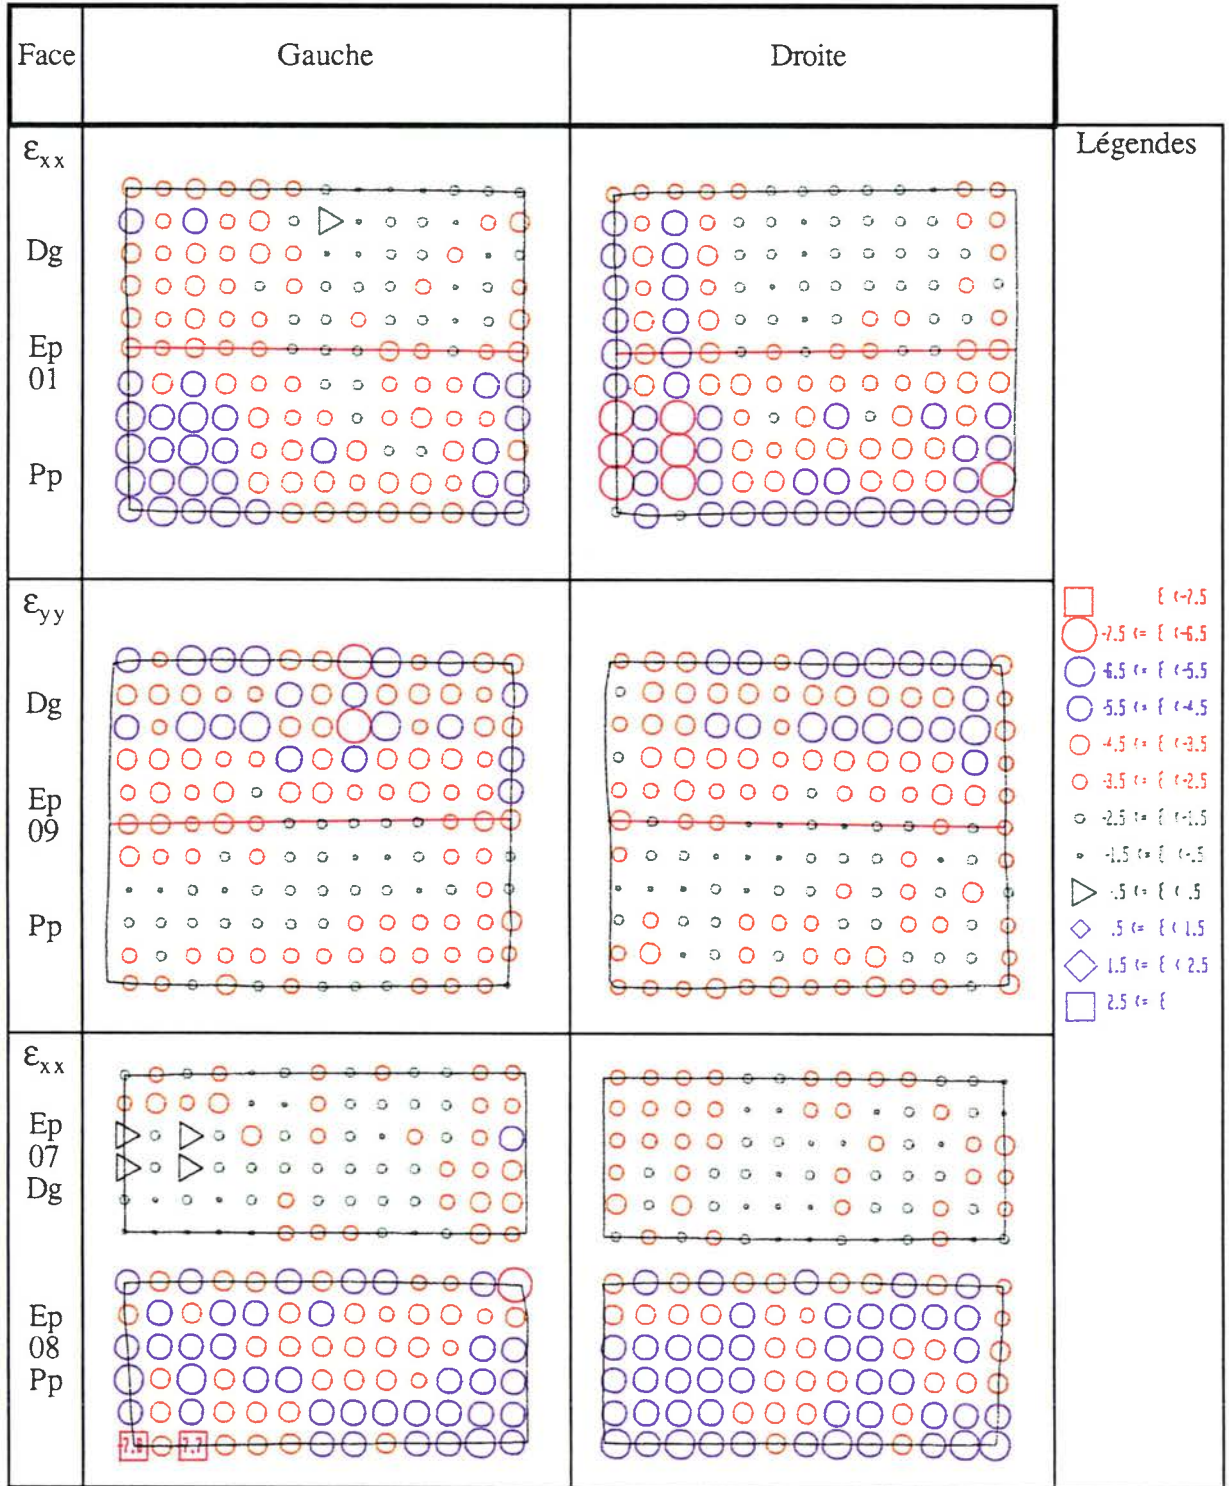 Face
Gauche
Droite
εxx
Dg
Ep
01
Pp
εyy
Dg
Ep
09
Pp
εxx
Ep
07
Dg
Ep
08
Pp
7.7
Légendes
ε <-7.5
-7.5 <= ε <-6.5
-6.5 <= ε <-5.5
-5.5 <= ε <-4.5
-4.5 <= ε <-3.5
-3.5 <= ε <-2.5
-2.5 <= ε <-1.5
-1.5 <= ε <-.5
-.5 <= ε < .5
.5 <= ε < 1.5
1.5 <= ε < 2.5
2.5 <= ε